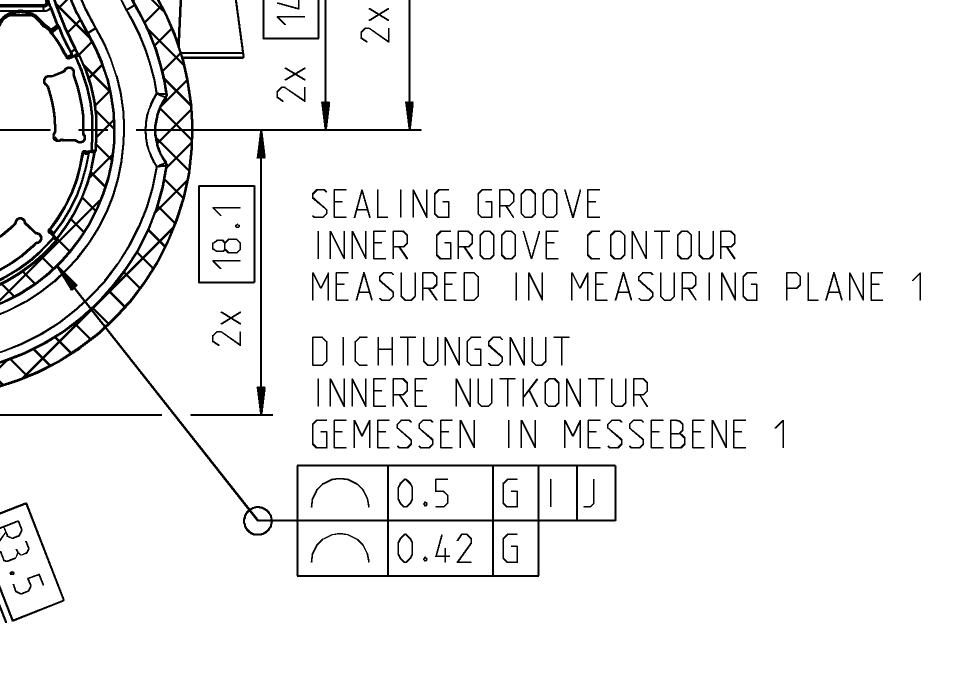 14
2x
2x
18.1
2x
SEALING GROOVE
INNER GROOVE CONTOUR
MEASURED IN MEASURING PLANE 1
DICHTUNGSNUT
INNERE NUTKONTUR
GEMESSEN IN MESSEBENE 1
⌒ 0.5 G I J
⌒ 0.42 G
R3.5